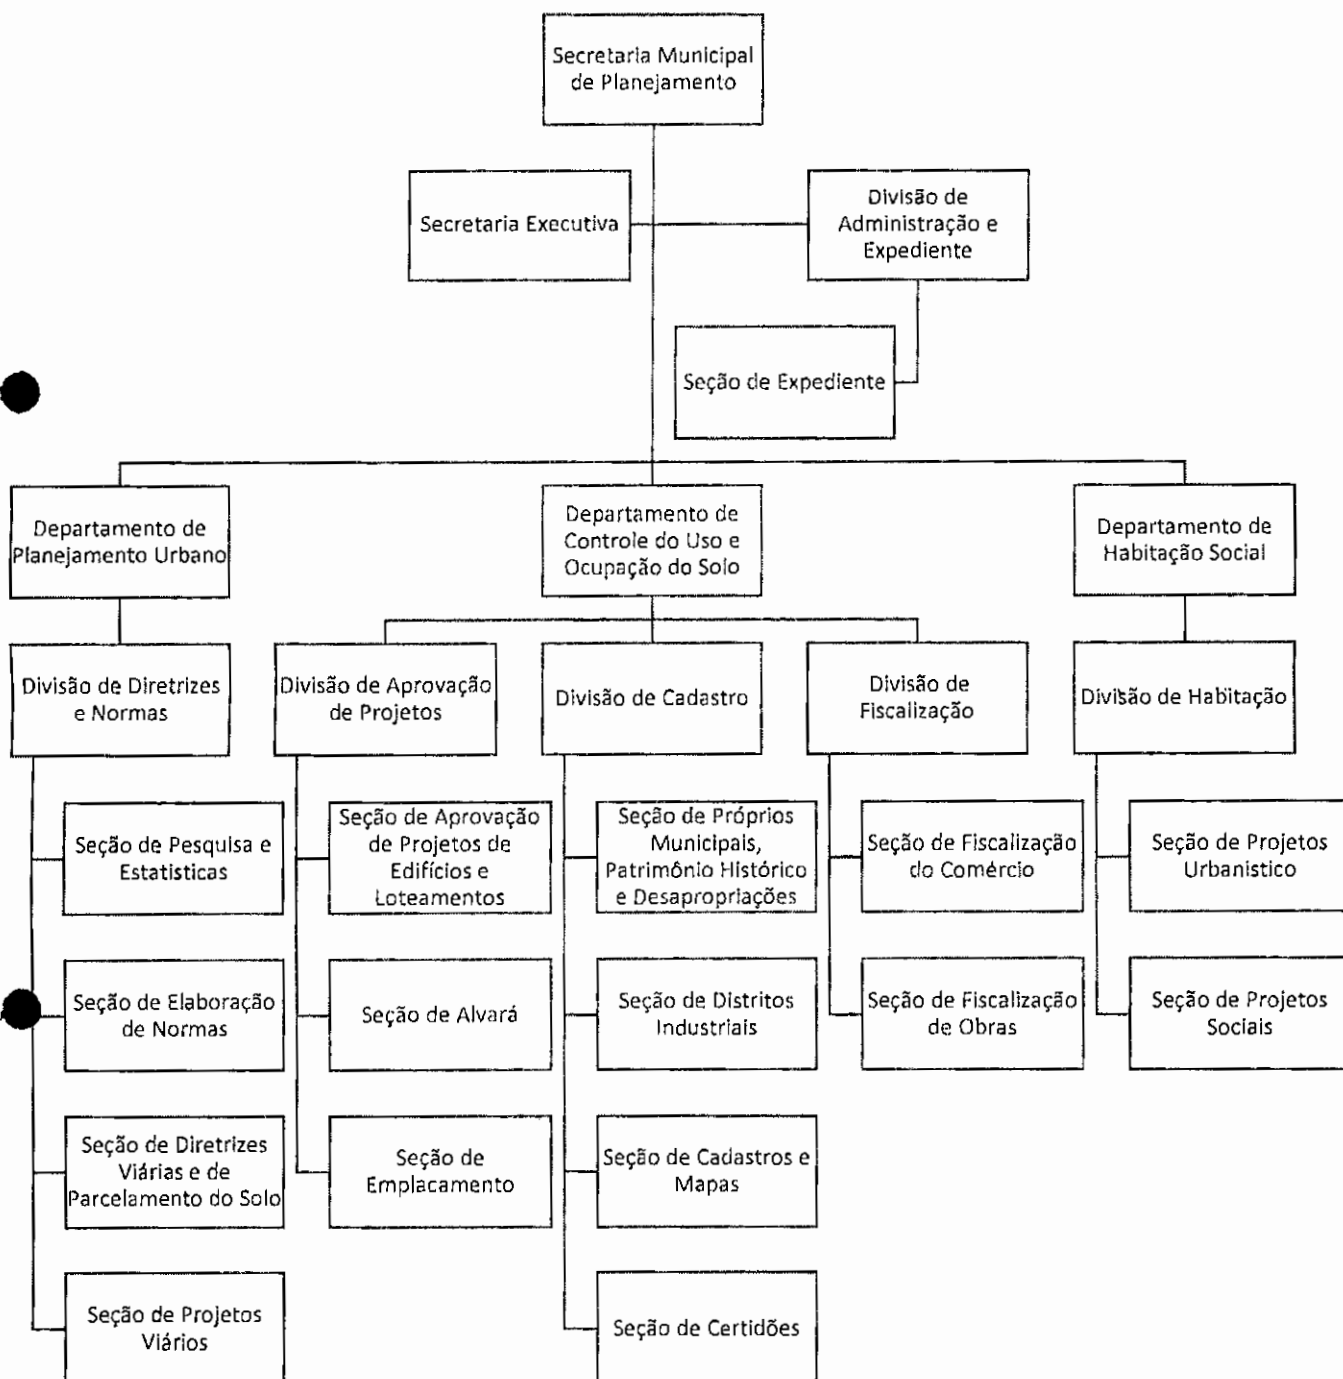 Secretaria Municipal
de Planejamento
Secretaria Executiva
Divisão de
Administração e
Expediente
Seção de Expediente
Departamento de
Planejamento Urbano
Departamento de
Controle do Uso e
Ocupação do Solo
Departamento de
Habitação Social
Divisão de Diretrizes
e Normas
Divisão de Aprovação
de Projetos
Divisão de Cadastro
Divisão de
Fiscalização
Divisão de Habitação
Seção de Pesquisa e
Estatisticas
Seção de Aprovação
de Projetos de
Edifícios e
Loteamentos
Seção de Próprios
Municipais,
Patrimônio Histórico
e Desapropriações
Seção de Fiscalização
do Comércio
Seção de Projetos
Urbanistico
Seção de Elaboração
de Normas
Seção de Alvará
Seção de Distritos
Industriais
Seção de Fiscalização
de Obras
Seção de Projetos
Sociais
Seção de Diretrizes
Viárias e de
Parcelamento do Solo
Seção de
Emplacamento
Seção de Cadastros e
Mapas
Seção de Projetos
Viários
Seção de Certidões